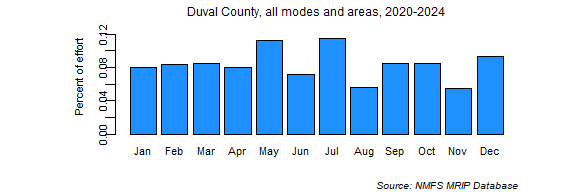 Duval County, all modes and areas, 2020-2024
Percent of effort
0.12
0.08
0.04
0.00
Jan Feb Mar Apr May Jun Jul Aug Sep Oct Nov Dec
Source: NMFS MRIP Database